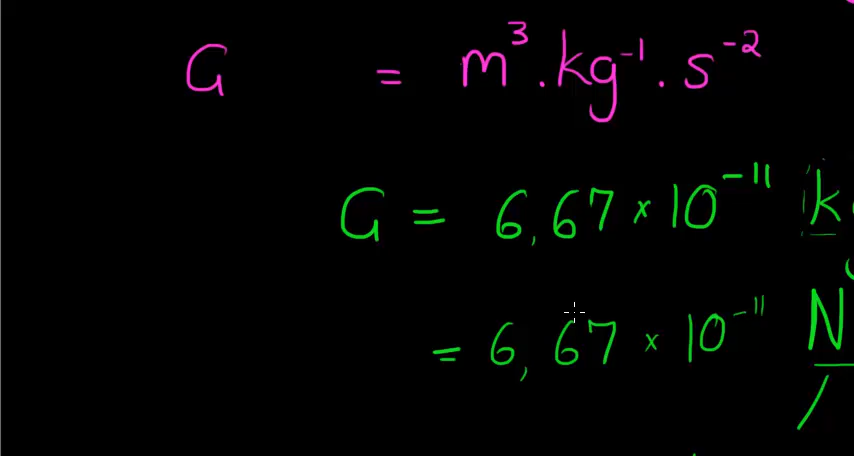 G = m³.kg⁻¹.s⁻²
G = 6,67 × 10⁻¹¹ k
= 6,67 × 10⁻¹¹ N